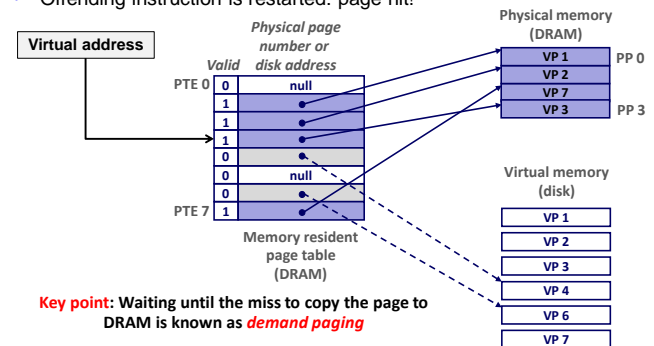 Offending instruction is restarted: page hit!
Virtual address
Physical page
number or
disk address
Valid
PTE 0
0
null
1
1
1
0
0
null
0
PTE 7
1
Memory resident
page table
(DRAM)
Physical memory
(DRAM)
VP 1
PP 0
VP 2
VP 7
VP 3
PP 3
Virtual memory
(disk)
VP 1
VP 2
VP 3
VP 4
VP 6
VP 7
Key point: Waiting until the miss to copy the page to
DRAM is known as demand paging